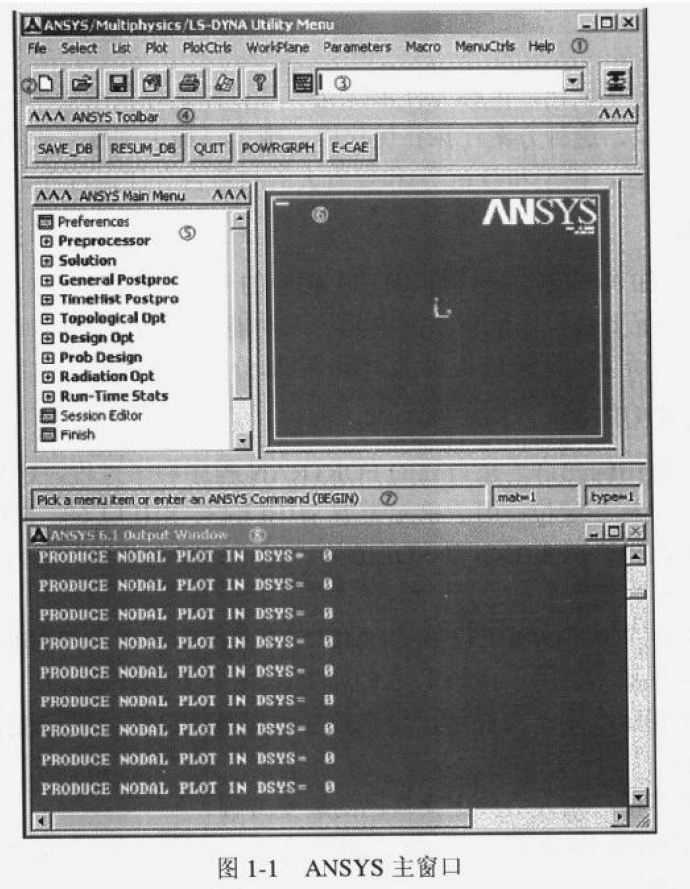 ANSYS/Multiphysics/LS-DYNA Utility Menu
File Select List Plot PlotCtrls WorkPlane Parameters Macro MenuCtrls Help ①
② ③
ΛΛΛ ANSYS Toolbar ④ ΛΛΛ
SAVE_DB RESUM_DB QUIT POWRGRPH E-CAE
ΛΛΛ ANSYS Main Menu ΛΛΛ
⑥ ANSYS
Preferences
⑤
Preprocessor
Solution
General Postproc
TimeHist Postpro
Topological Opt
Design Opt
Prob Design
Radiation Opt
Run-Time Stats
Session Editor
Finish
Pick a menu item or enter an ANSYS Command (BEGIN) ⑦ mat=1 type=1
ANSYS 6.1 Output Window ⑧
PRODUCE NODAL PLOT IN DSYS= 0
PRODUCE NODAL PLOT IN DSYS= 0
PRODUCE NODAL PLOT IN DSYS= 0
PRODUCE NODAL PLOT IN DSYS= 0
PRODUCE NODAL PLOT IN DSYS= 0
PRODUCE NODAL PLOT IN DSYS= 0
PRODUCE NODAL PLOT IN DSYS= 0
PRODUCE NODAL PLOT IN DSYS= 0
PRODUCE NODAL PLOT IN DSYS= 0
图 1-1 ANSYS 主窗口